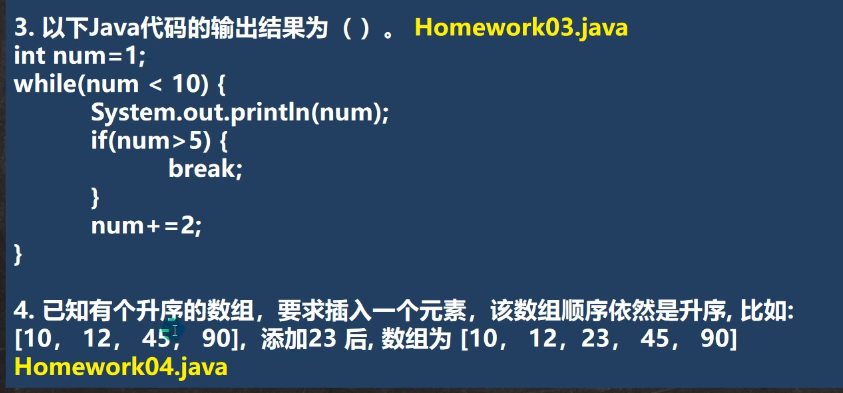 3. 以下Java代码的输出结果为（ ）。 Homework03.java
int num=1;
while(num < 10) {
System.out.println(num);
if(num>5) {
break;
}
num+=2;
}
4. 已知有个升序的数组，要求插入一个元素，该数组顺序依然是升序, 比如:
[10， 12， 45， 90]，添加23 后, 数组为 [10， 12，23， 45， 90]
Homework04.java